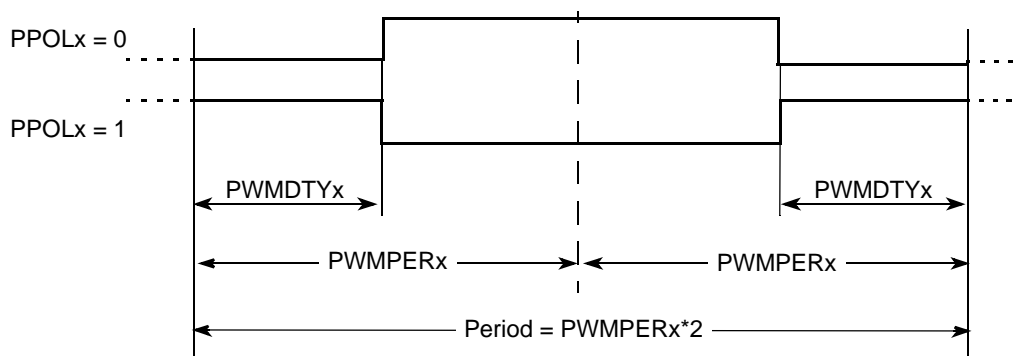 PPOLx = 0
PPOLx = 1
PWMDTYx
PWMDTYx
PWMPERx
PWMPERx
Period = PWMPERx*2